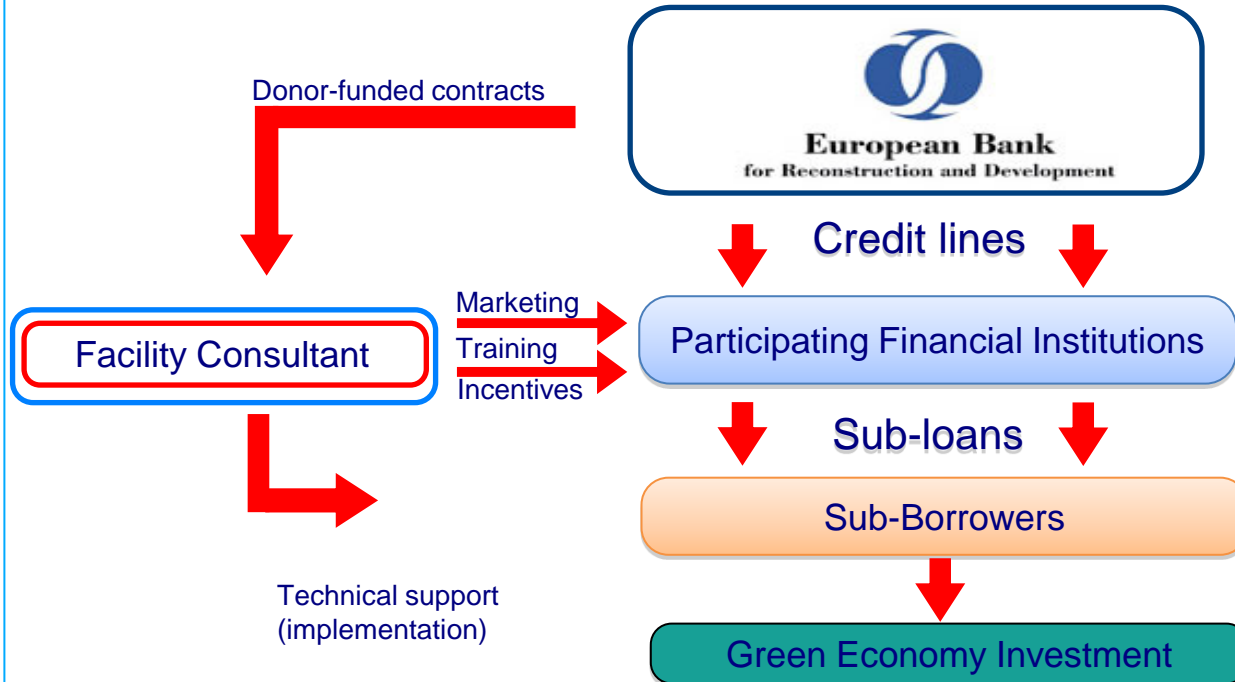 Donor-funded contracts
European Bank
for Reconstruction and Development
Credit lines
Marketing
Facility Consultant
Training
Incentives
Participating Financial Institutions
Sub-loans
Sub-Borrowers
Technical support
(implementation)
Green Economy Investment